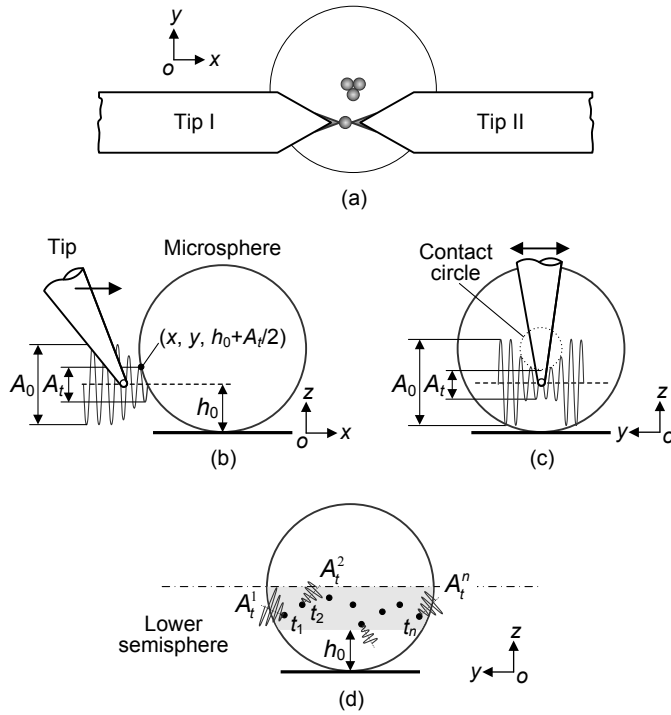 y
o
x
Tip I
Tip II
(a)
Tip
Microsphere
(x, y, h₀+Aₜ/2)
A₀
Aₜ
h₀
z
o
x
(b)
Contact
circle
A₀
Aₜ
z
y
o
(c)
Aₜ¹
t₁
t₂
Aₜ²
tₙ
Aₜⁿ
Lower
semisphere
h₀
z
y
o
(d)